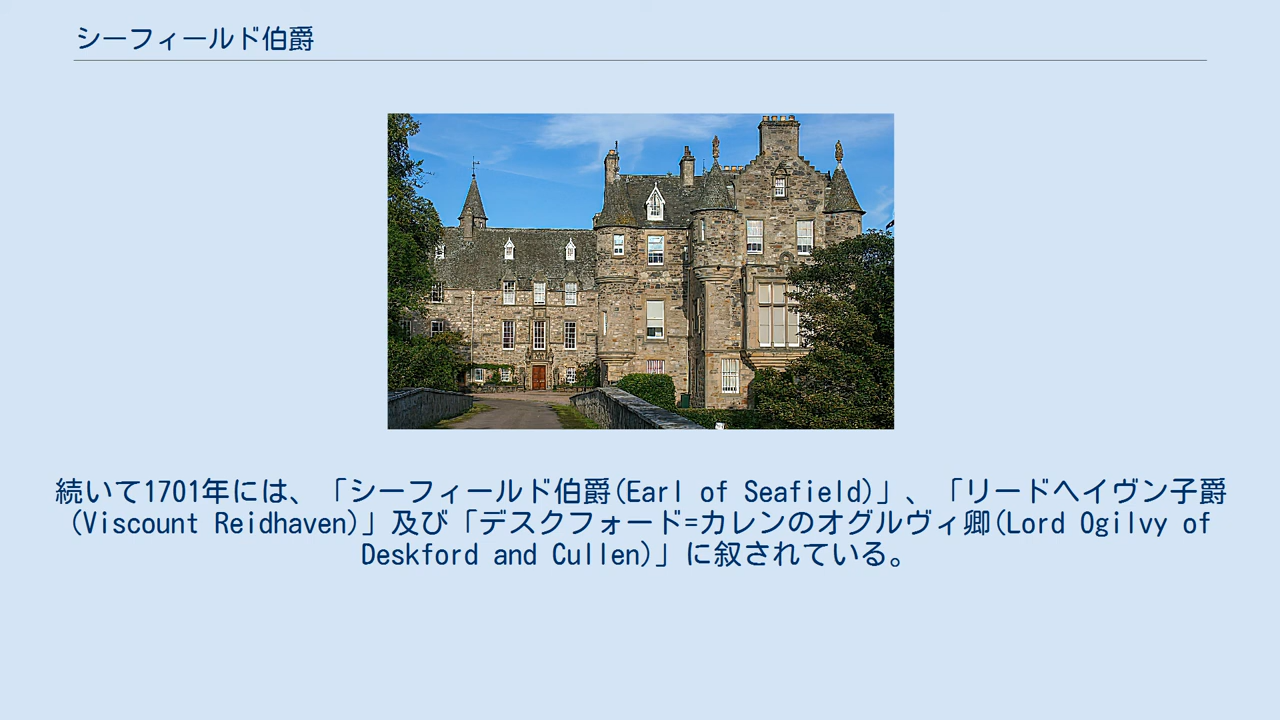 シーフィールド伯爵
続いて1701年には、「シーフィールド伯爵(Earl of Seafield)」、「リードヘイヴン子爵
(Viscount Reidhaven)」及び「デスクフォード=カレンのオグルヴィ卿(Lord Ogilvy of
Deskford and Cullen)」に叙されている。